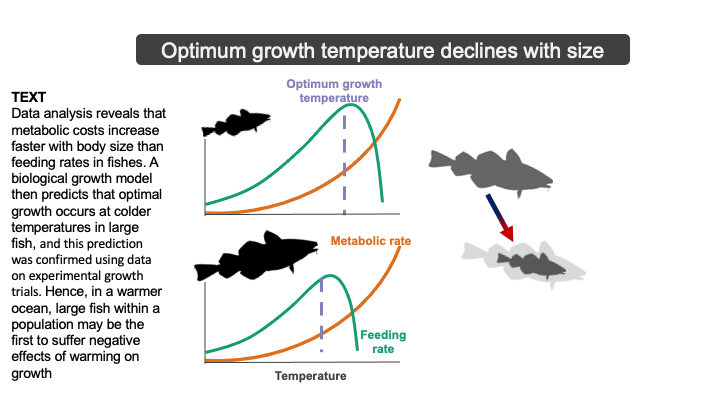 Optimum growth temperature declines with size
TEXT
Data analysis reveals that
metabolic costs increase
faster with body size than
feeding rates in fishes. A
biological growth model
then predicts that optimal
growth occurs at colder
temperatures in large
fish, and this prediction
was confirmed using data
on experimental growth
trials. Hence, in a warmer
ocean, large fish within a
population may be the
first to suffer negative
effects of warming on
growth
Optimum growth
temperature
Metabolic rate
Feeding
rate
Temperature